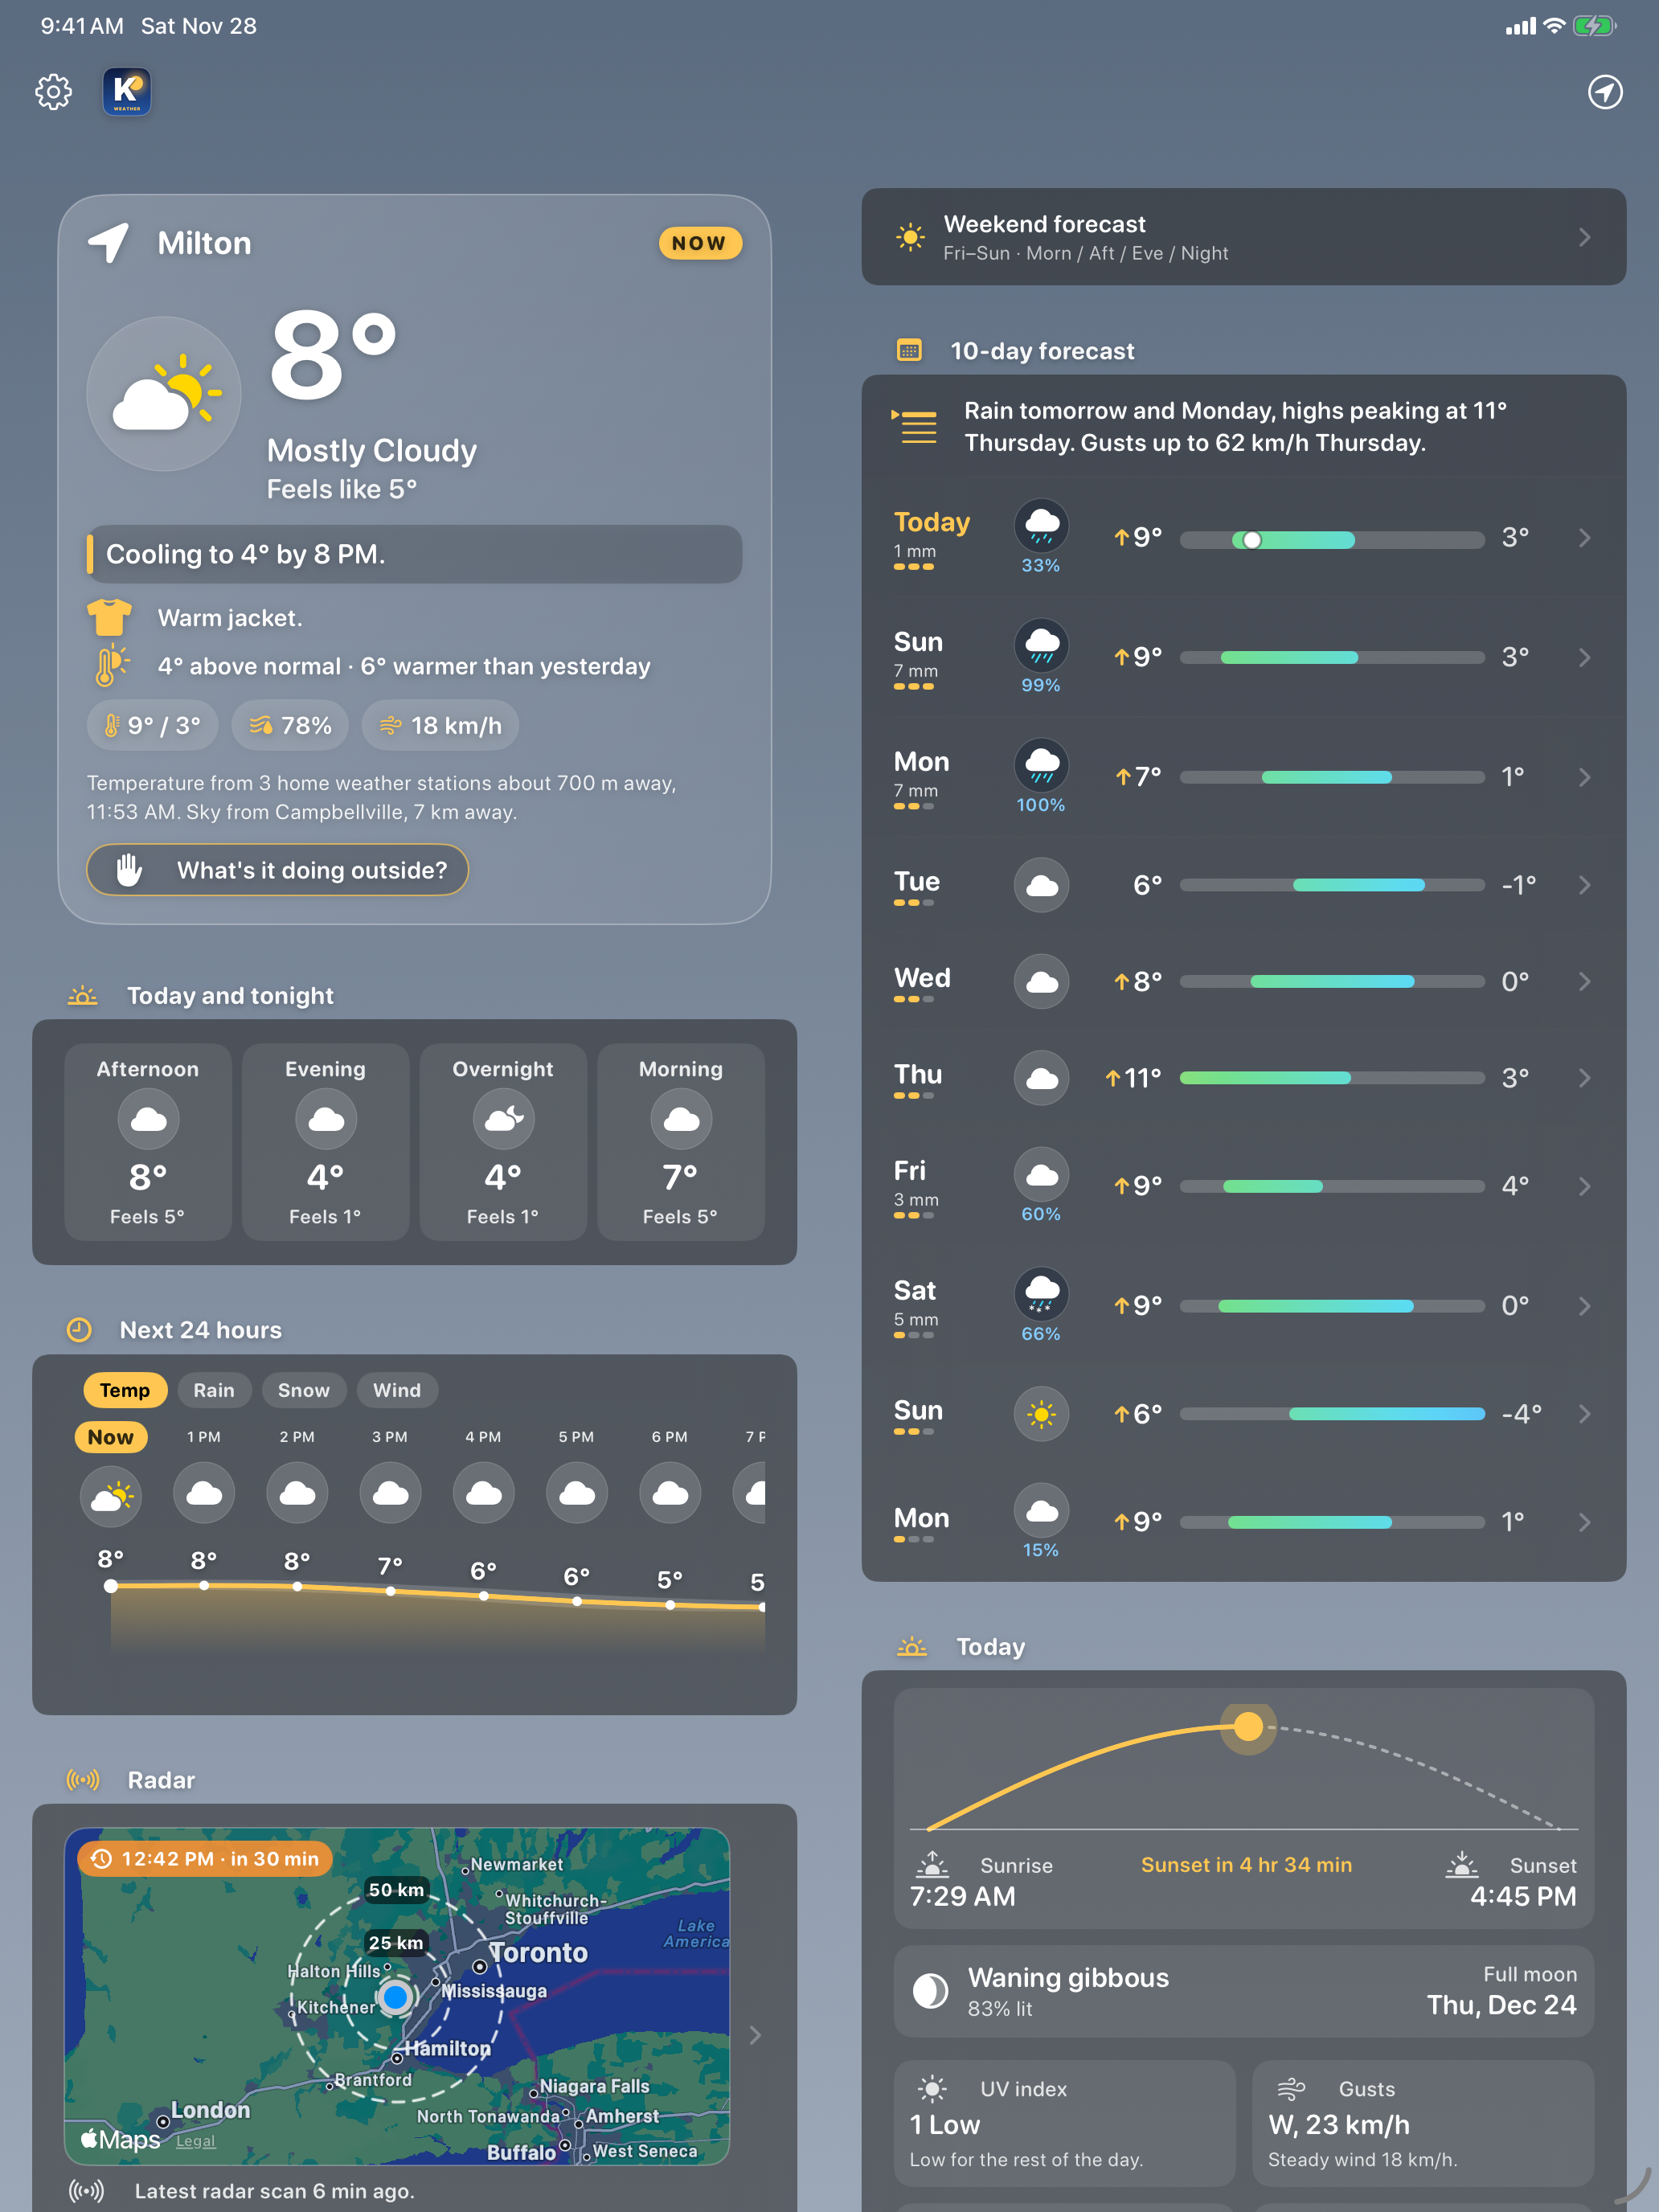 9:41 AM Sat Nov 28
K
WEATHER
Milton
NOW
8°
Mostly Cloudy
Feels like 5°
Cooling to 4° by 8 PM.
Warm jacket.
4° above normal · 6° warmer than yesterday
9° / 3°
78%
18 km/h
Temperature from 3 home weather stations about 700 m away,
11:53 AM. Sky from Campbellville, 7 km away.
What's it doing outside?
Today and tonight
Afternoon
8°
Feels 5°
Evening
4°
Feels 1°
Overnight
4°
Feels 1°
Morning
7°
Feels 5°
Next 24 hours
Temp Rain Snow Wind
Now 1 PM 2 PM 3 PM 4 PM 5 PM 6 PM 7 P
8° 8° 8° 7° 6° 6° 5° 5
Radar
12:42 PM · in 30 min
50 km
25 km
Newmarket
Whitchurch-
Stouffville
Lake
America
Toronto
Halton Hills
Mississauga
Kitchener
Hamilton
Brantford
Niagara Falls
London
North Tonawanda
Amherst
Buffalo
West Seneca
Maps
Legal
Latest radar scan 6 min ago.
Weekend forecast
Fri–Sun · Morn / Aft / Eve / Night
10-day forecast
Rain tomorrow and Monday, highs peaking at 11°
Thursday. Gusts up to 62 km/h Thursday.
Today
1 mm
33%
9°
3°
Sun
7 mm
99%
9°
3°
Mon
7 mm
100%
7°
1°
Tue
6°
-1°
Wed
8°
0°
Thu
11°
3°
Fri
3 mm
60%
9°
4°
Sat
5 mm
66%
9°
0°
Sun
6°
-4°
Mon
15%
9°
1°
Today
Sunrise
7:29 AM
Sunset in 4 hr 34 min
Sunset
4:45 PM
Waning gibbous
83% lit
Full moon
Thu, Dec 24
UV index
1 Low
Low for the rest of the day.
Gusts
W, 23 km/h
Steady wind 18 km/h.